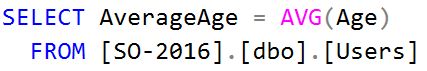 SELECT AverageAge = AVG(Age)
FROM [SO-2016].[dbo].[Users]